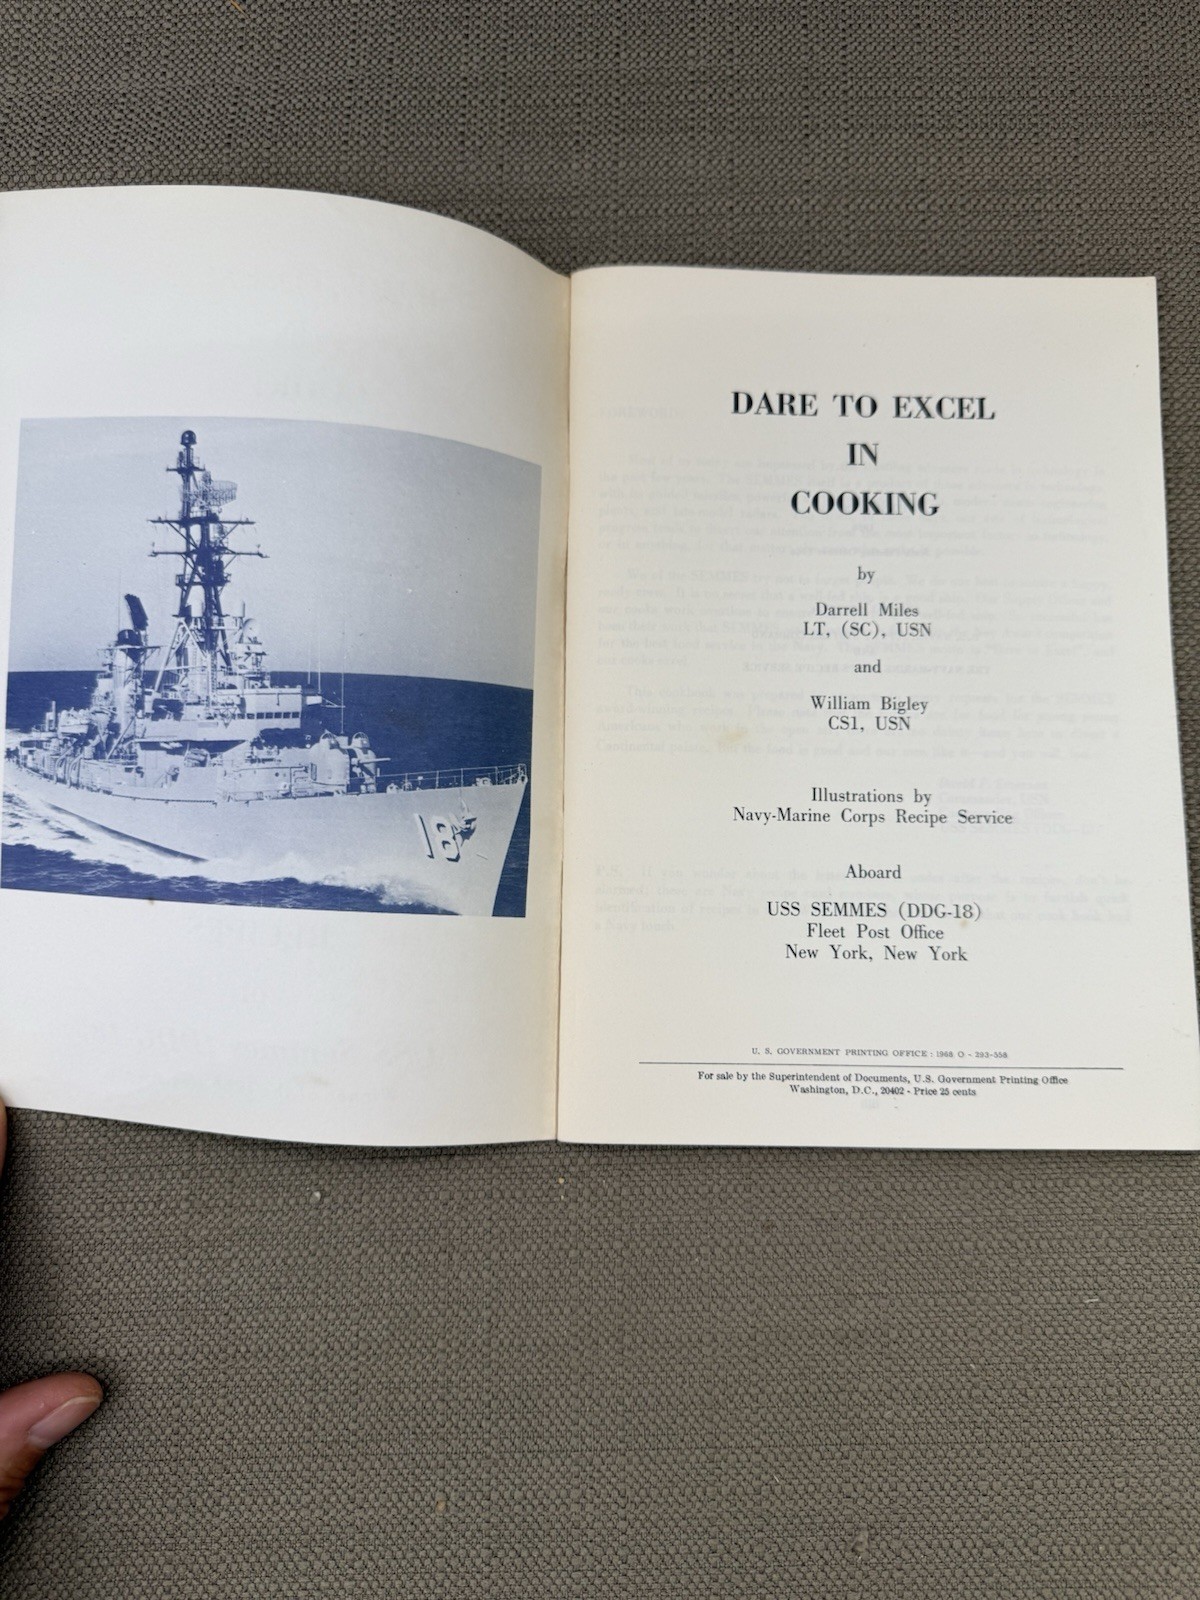 18
DARE TO EXCEL
IN
COOKING
by
Darrell Miles
LT, (SC), USN
and
William Bigley
CS1, USN
Illustrations by
Navy-Marine Corps Recipe Service
Aboard
USS SEMMES (DDG-18)
Fleet Post Office
New York, New York
U. S. GOVERNMENT PRINTING OFFICE : 1968 O - 293-558
For sale by the Superintendent of Documents, U.S. Government Printing Office
Washington, D.C., 20402 - Price 25 cents